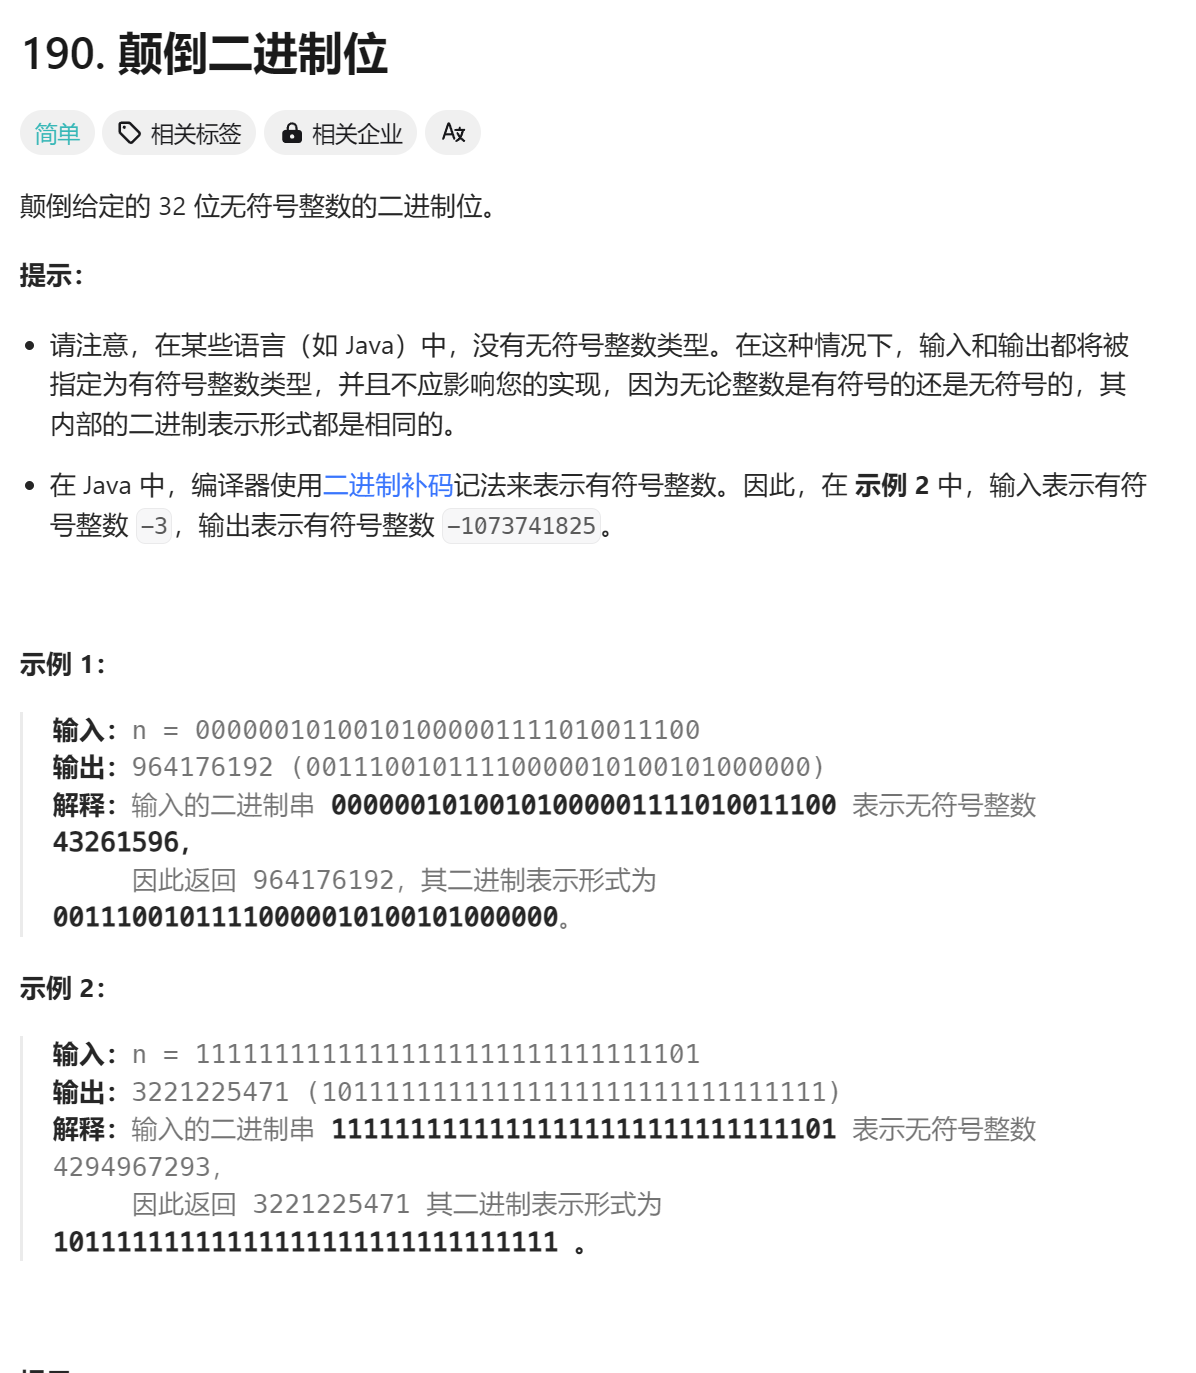 190. 颠倒二进制位
简单 相关标签 相关企业 A文
颠倒给定的 32 位无符号整数的二进制位。
提示：
请注意，在某些语言（如 Java）中，没有无符号整数类型。在这种情况下，输入和输出都将被
指定为有符号整数类型，并且不应影响您的实现，因为无论整数是有符号的还是无符号的，其
内部的二进制表示形式都是相同的。
在 Java 中，编译器使用二进制补码记法来表示有符号整数。因此，在 示例 2 中，输入表示有符
号整数 -3，输出表示有符号整数 -1073741825。
示例 1：
输入：n = 00000010100101000001111010011100
输出：964176192 (00111001011110000010100101000000)
解释：输入的二进制串 00000010100101000001111010011100 表示无符号整数
43261596,
因此返回 964176192，其二进制表示形式为
00111001011110000010100101000000。
示例 2：
输入：n = 11111111111111111111111111111101
输出：3221225471 (10111111111111111111111111111111)
解释：输入的二进制串 11111111111111111111111111111101 表示无符号整数
4294967293，
因此返回 3221225471 其二进制表示形式为
10111111111111111111111111111111 。